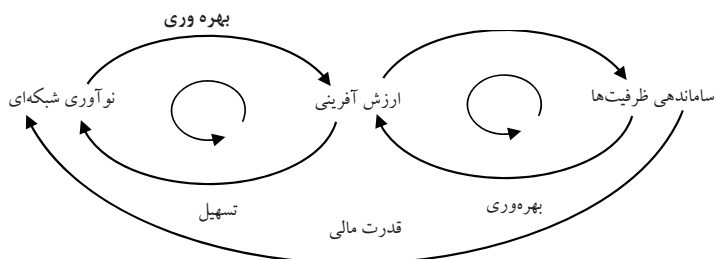 بهره وری
ساماندهی ظرفیت‌ها
ارزش آفرینی
نوآوری شبکه‌ای
بهره‌وری
تسهیل
قدرت مالی